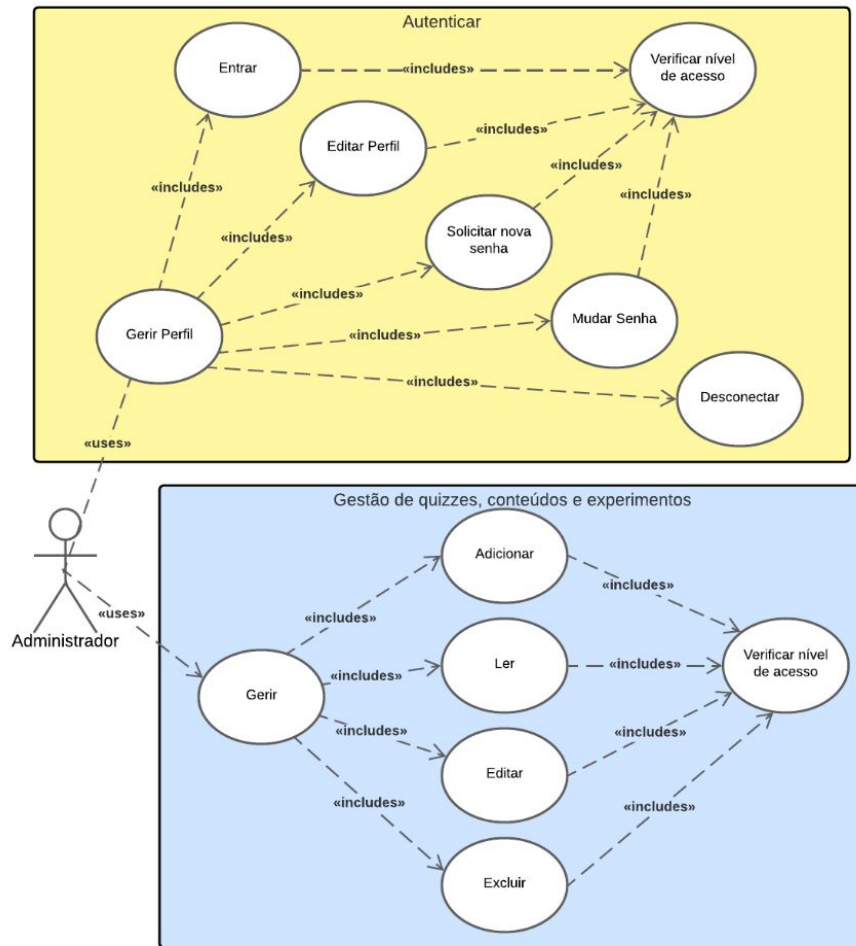 Autenticar
Entrar
«includes»
Verificar nível
de acesso
Editar Perfil
«includes»
«includes»
«includes»
«includes»
Solicitar nova
senha
«includes»
«includes»
Gerir Perfil
«includes»
Mudar Senha
«includes»
Desconectar
«uses»
Gestão de quizzes, conteúdos e experimentos
Administrador
«uses»
Adicionar
«includes»
«includes»
Gerir
«includes»
Ler
«includes»
Verificar nível
de acesso
«includes»
Editar
«includes»
«includes»
«includes»
Excluir